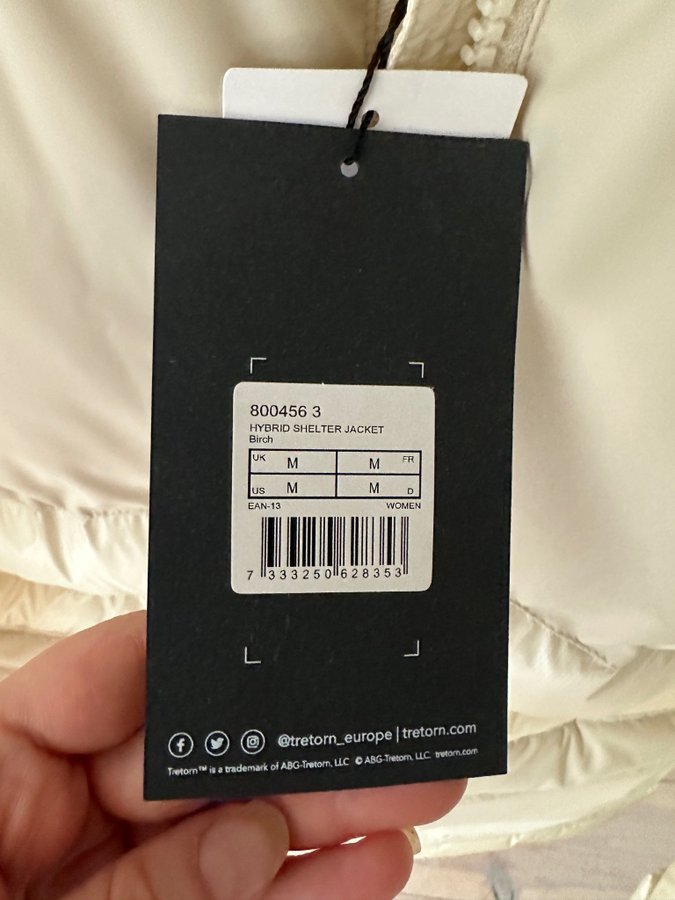 800456 3
HYBRID SHELTER JACKET
Birch
UK M M FR
US M M D
EAN-13 WOMEN
7 333250 628353
@tretorn_europe | tretorn.com
Tretorn™ is a trademark of ABG-Tretorn, LLC © ABG-Tretorn, LLC. tretorn.com